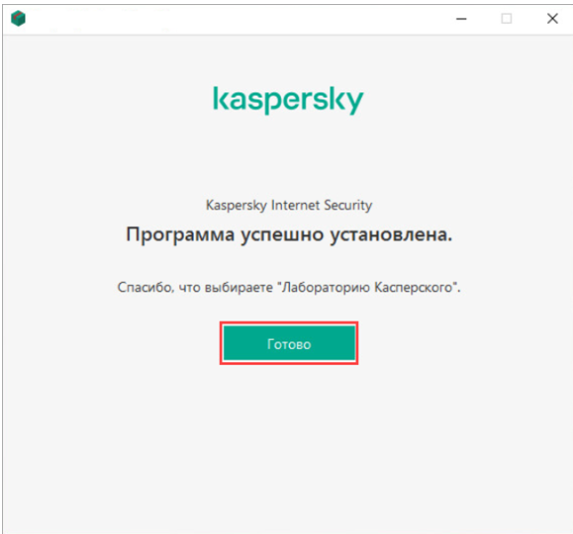 kaspersky
Kaspersky Internet Security
Программа успешно установлена.
Спасибо, что выбираете "Лабораторию Касперского".
Готово